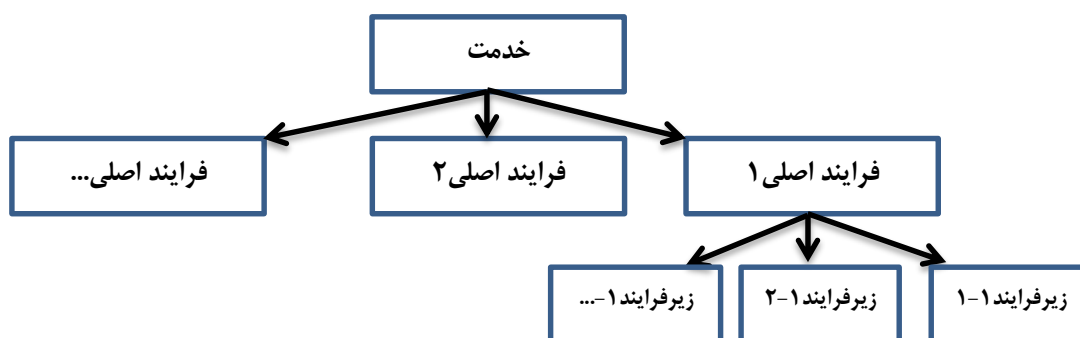 خدمت
فرایند اصلی۱
فرایند اصلی۲
فرایند اصلی...
زیرفرایند۱-۱
زیرفرایند۱-۲
زیرفرایند۱-...